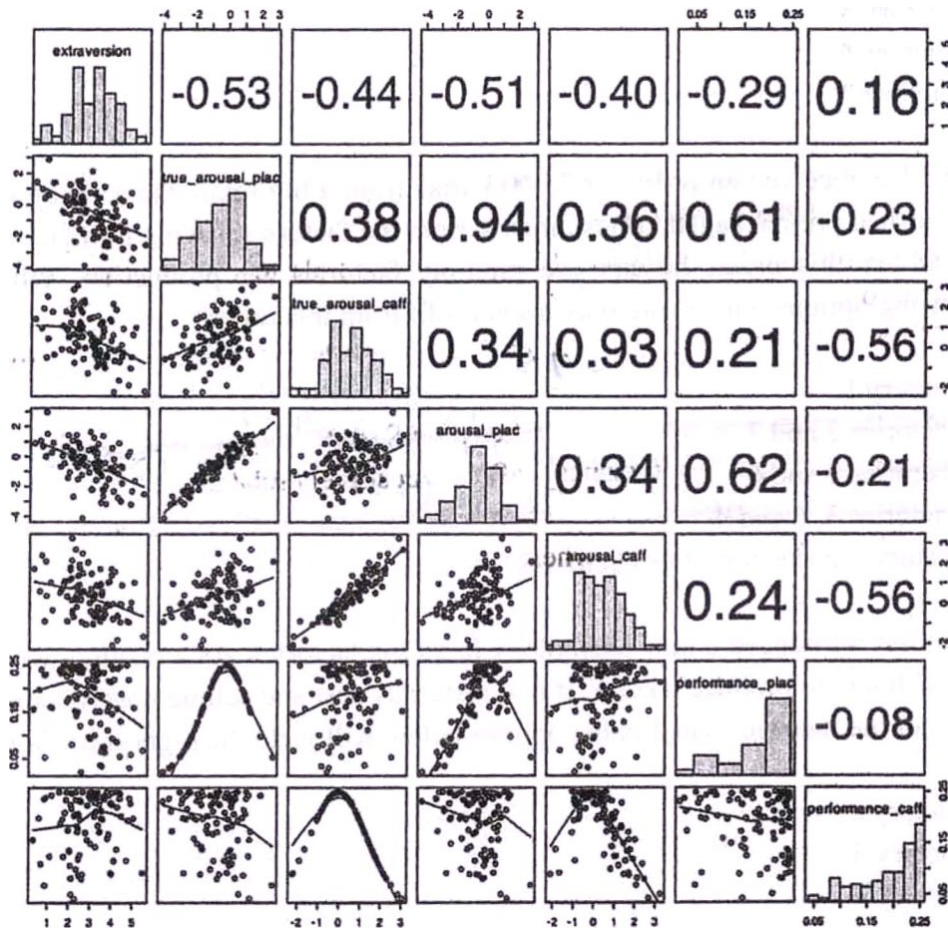 -4 -2 0 2
-4 -2 0 2
0.05 0.15 0.25
extraversion
-0.53 -0.44 -0.51 -0.40 -0.29 0.16
1 2 3 4 5
-4 -2 0 2
true_arousal_plac
0.38 0.94 0.36 0.61 -0.23
true_arousal_caff
0.34 0.93 0.21 -0.56
-2 0 1 2 3
-4 -2 0 2
arousal_plac
0.34 0.62 -0.21
arousal_caff
0.24 -0.56
-2 0 1 2 3
0.05 0.15 0.25
performance_plac
-0.08
performance_caff
0.05 0.15 0.25
1 2 3 4 5
-2 -1 0 1 2 3
-2 -1 0 1 2 3
0.05 0.15 0.25